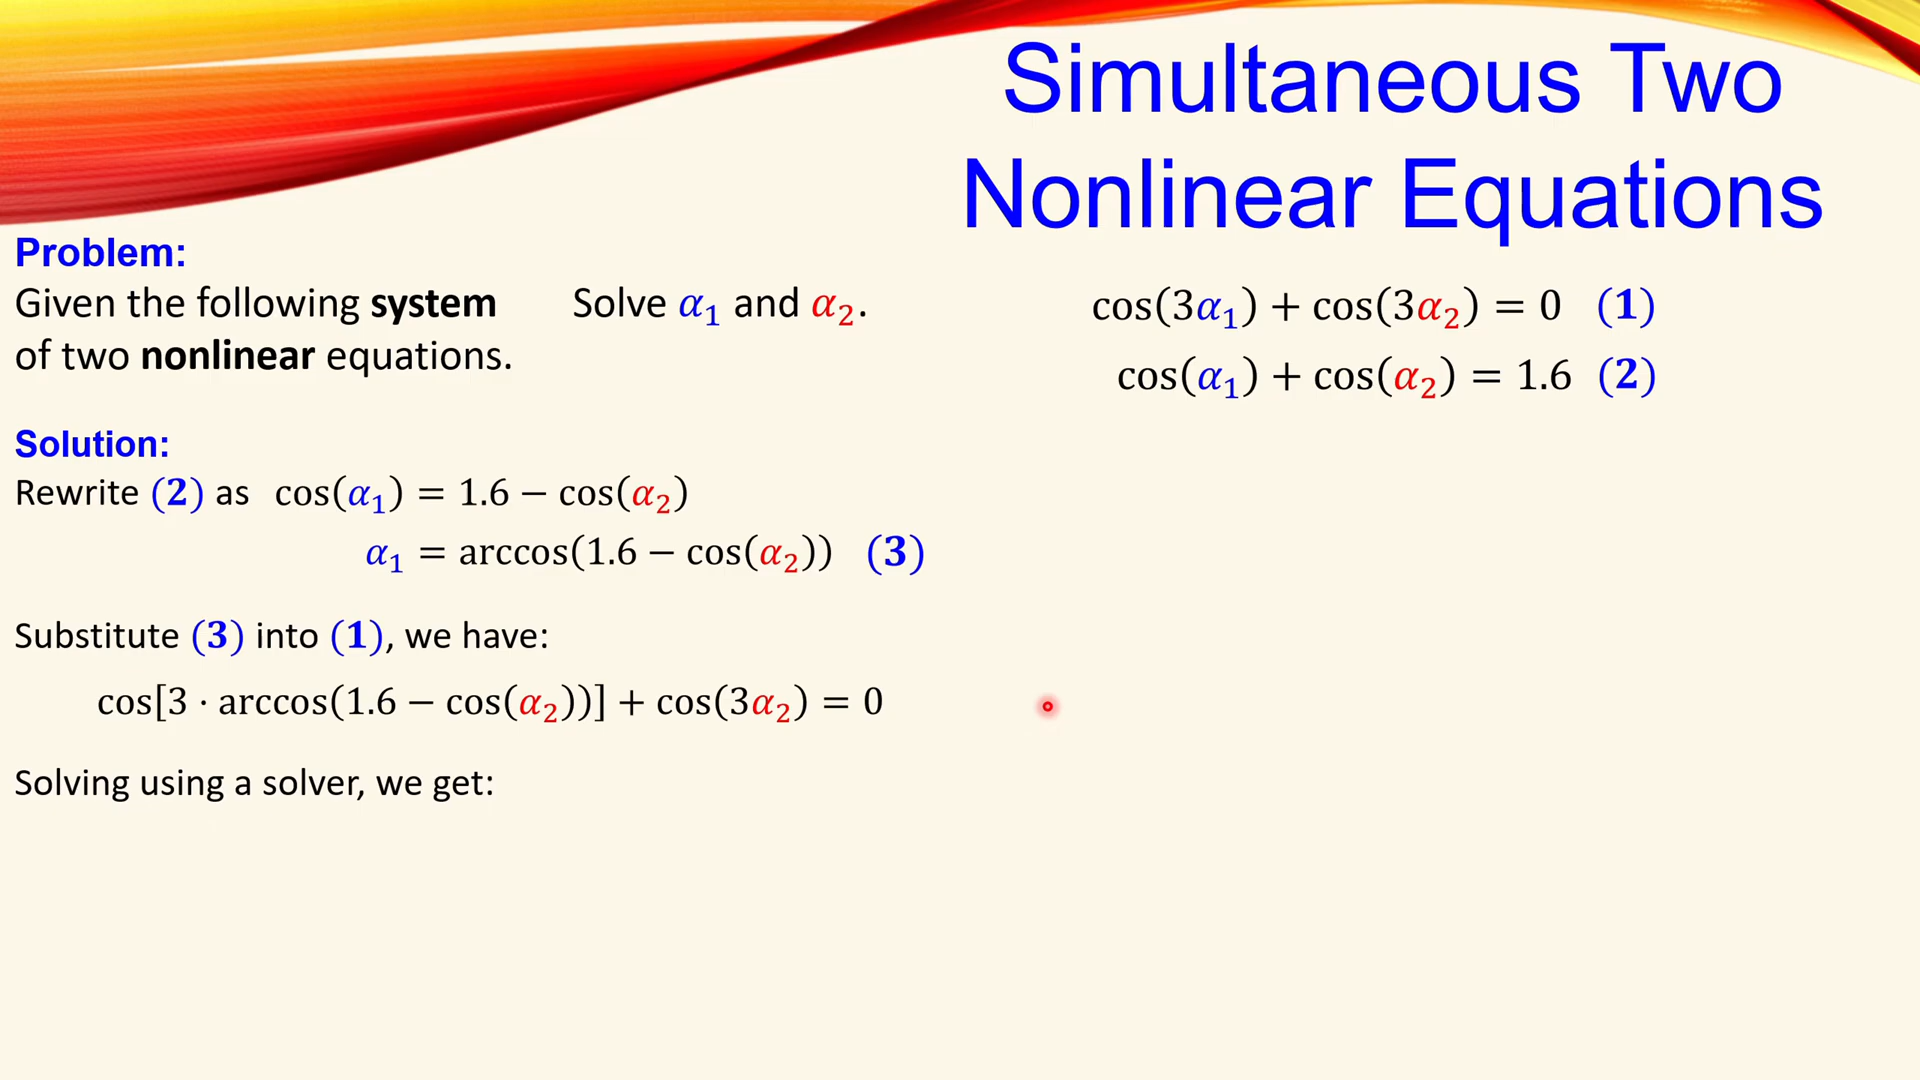 Simultaneous Two
Nonlinear Equations
Problem:
Given the following system
of two nonlinear equations.
Solve α₁ and α₂.
cos(3α₁) + cos(3α₂) = 0 (1)
cos(α₁) + cos(α₂) = 1.6 (2)
Solution:
Rewrite (2) as cos(α₁) = 1.6 − cos(α₂)
α₁ = arccos(1.6 − cos(α₂)) (3)
Substitute (3) into (1), we have:
cos[3 · arccos(1.6 − cos(α₂))] + cos(3α₂) = 0
Solving using a solver, we get: